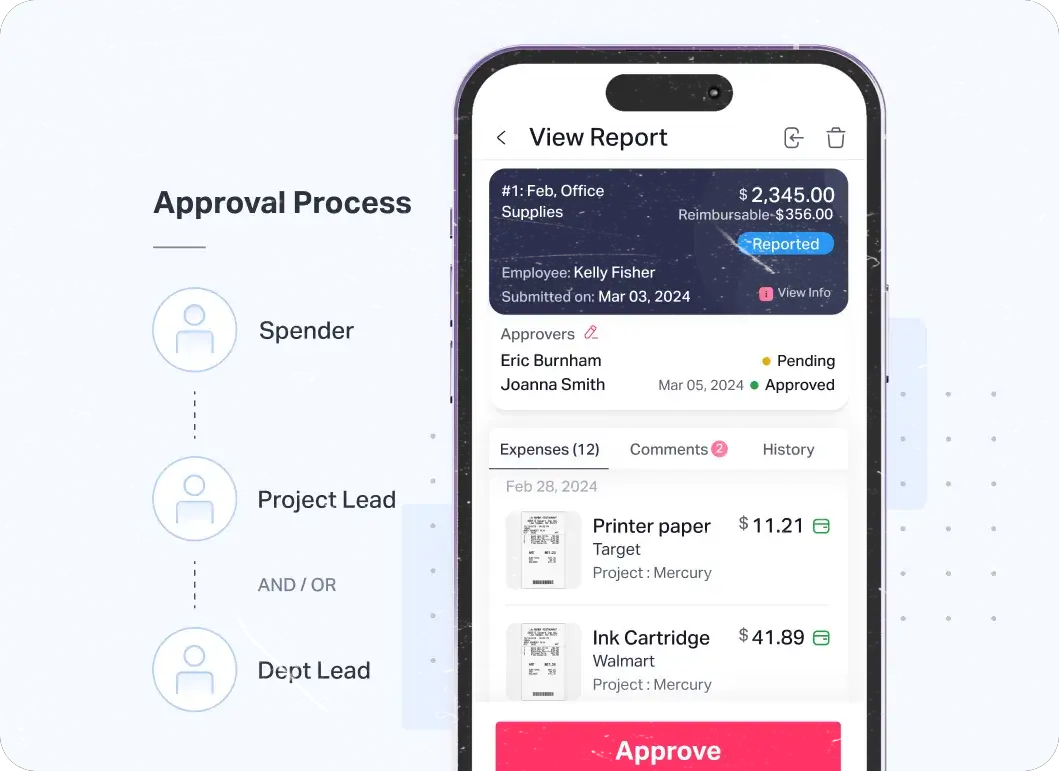 Approval Process
Spender
Project Lead
AND / OR
Dept Lead
View Report
#1: Feb, Office
Supplies
$ 2,345.00
Reimbursable-$356.00
Reported
Employee: Kelly Fisher
Submitted on: Mar 03, 2024
View Info
Approvers
Eric Burnham
Pending
Joanna Smith
Mar 05, 2024
Approved
Expenses (12)
Comments 2
History
Feb 28, 2024
Printer paper
$ 11.21
Target
Project : Mercury
Ink Cartridge
$ 41.89
Walmart
Project : Mercury
Approve